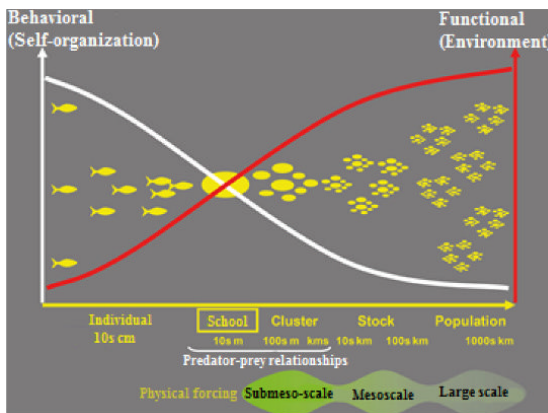 Behavioral
(Self-organization)
Functional
(Environment)
Individual
School
Cluster
Stock
Population
10s cm
10s m
100s m
kms
10s km
100s km
1000s km
Predator-prey relationships
Physical forcing
Submeso-scale
Mesoscale
Large scale